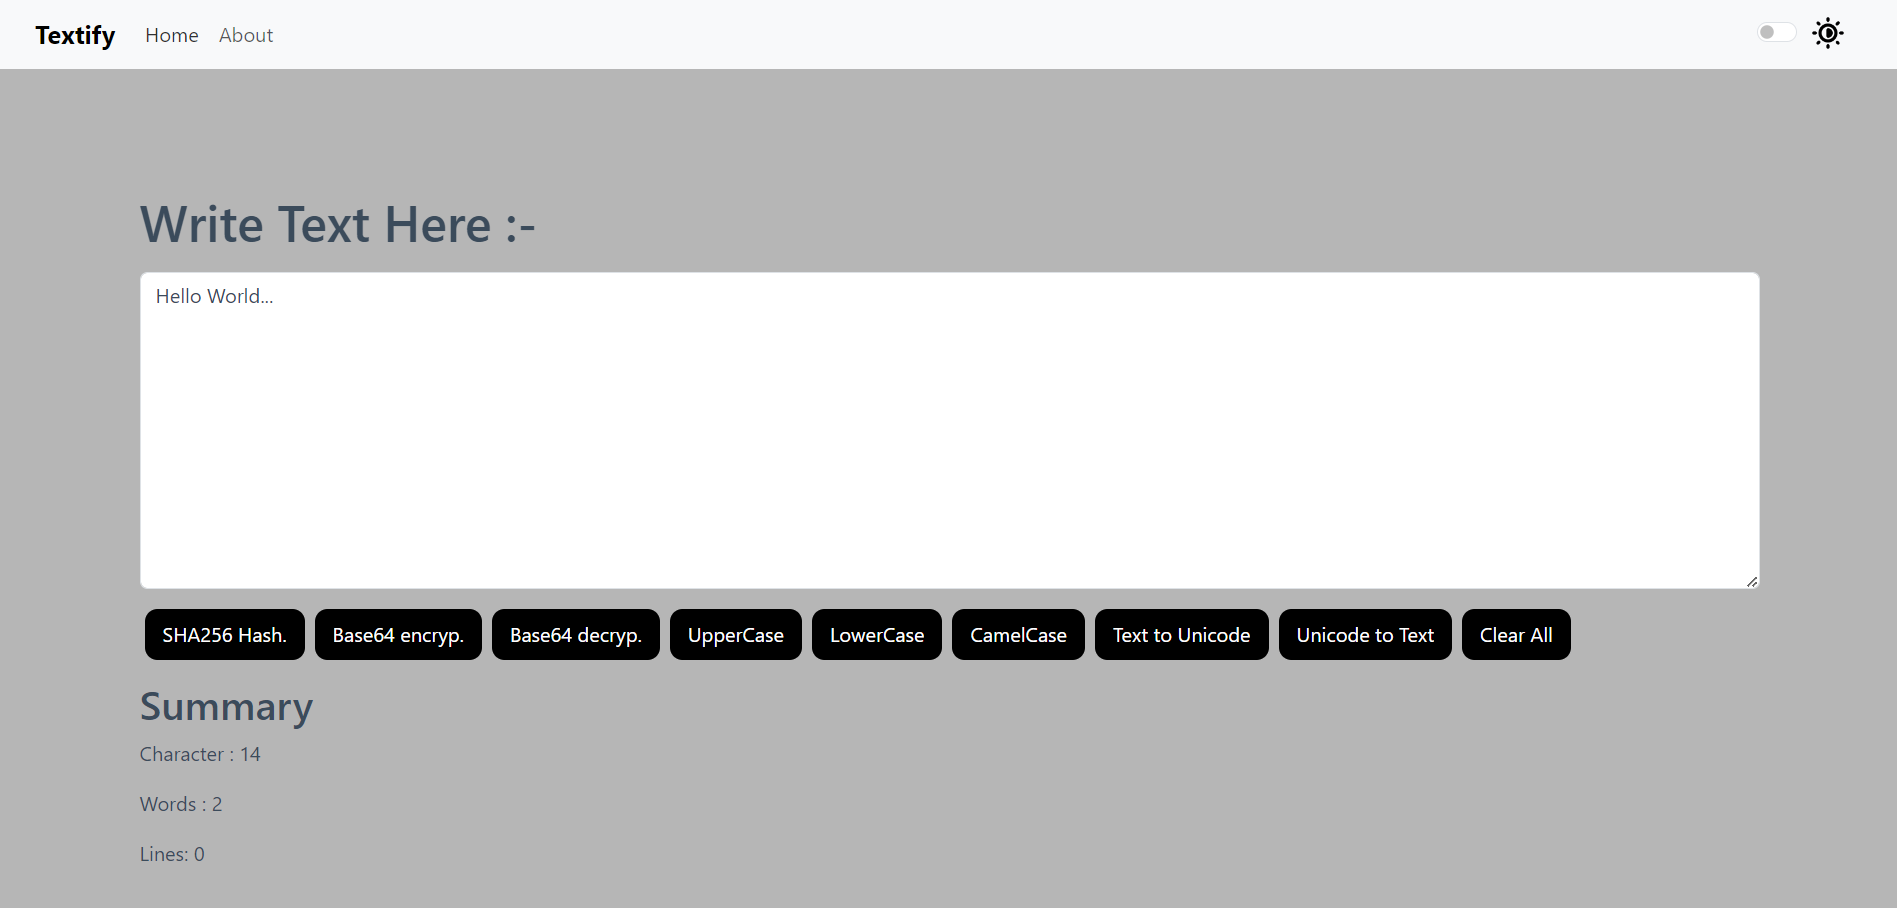 Textify Home About
Write Text Here :-
Hello World...
SHA256 Hash. Base64 encryp. Base64 decryp. UpperCase LowerCase CamelCase Text to Unicode Unicode to Text Clear All
Summary
Character : 14
Words : 2
Lines: 0